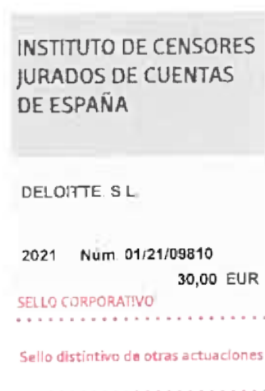 INSTITUTO DE CENSORES
JURADOS DE CUENTAS
DE ESPAÑA
DELOITTE S L.
2021 Núm. 01/21/09810
30,00 EUR
SELLO CORPORATIVO
Sello distintivo de otras actuaciones